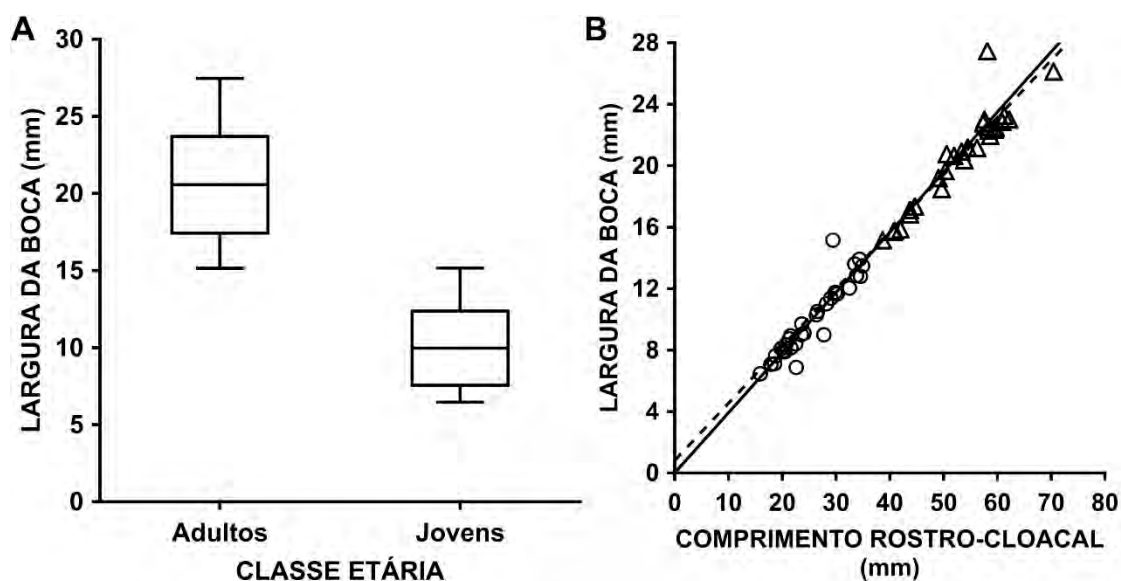 A
LARGURA DA BOCA (mm)
30
25
20
15
10
5
0
Adultos
Jovens
CLASSE ETÁRIA
B
LARGURA DA BOCA (mm)
28
24
20
16
12
8
4
0
0 10 20 30 40 50 60 70 80
COMPRIMENTO ROSTRO-CLOACAL
(mm)